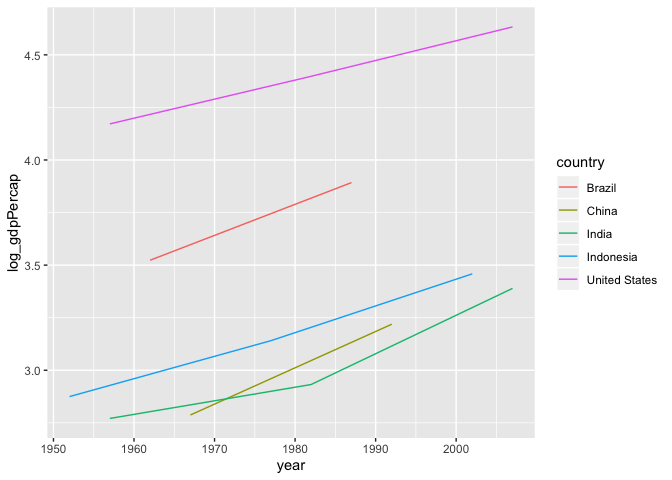 4.5
4.0
3.5
3.0
log_gdpPercap
1950 1960 1970 1980 1990 2000
year
country
Brazil
China
India
Indonesia
United States